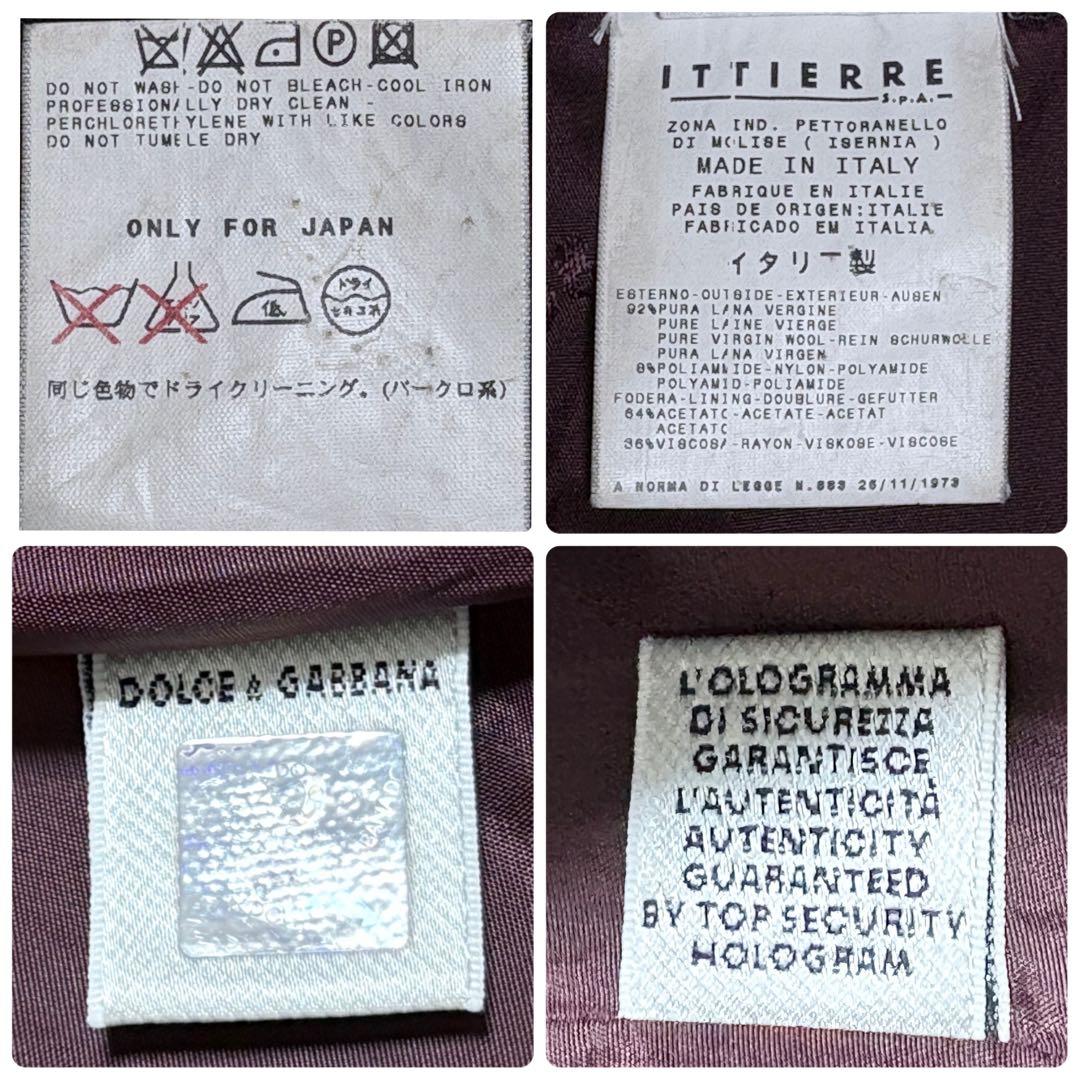 DO NOT WASH-DO NOT BLEACH-COOL IRON
PROFESSIONALLY DRY CLEAN -
PERCHLORETHYLENE WITH LIKE COLORS
DO NOT TUMBLE DRY
ONLY FOR JAPAN
低
ドライ
同じ色物でドライクリーニング。(パークロ系)
ITTIERRE
S.p.A.
ZONA IND. PETTORANELLO
DI MOLISE ( ISERNIA )
MADE IN ITALY
FABRIQUE EN ITALIE
PAIS DE ORIGEN:ITALIE
FABRICADO EM ITALIA
イタリー製
ESTERNO-OUTSIDE-EXTERIEUR-AUSEN
92%PURA LANA VERGINE
PURE LAINE VIERGE
PURE VIRGIN WOOL-REIN SCHURWOLLE
PURA LANA VIRGEN
8%POLIAMMIDE-NYLON-POLYAMIDE
POLYAMID-POLIAMIDE
FODERA-LINING-DOUBLURE-GEFUTTER
64%ACETATO-ACETATE-ACETAT
ACETATO
36%VISCOSA-RAYON-VISKOSE-VISCOSE
A NORMA DI LEGGE N.883 26/11/1973
DOLCE & GABBANA
L'OLOGRAMMA
DI SICUREZZA
GARANTISCE
L'AUTENTICITÀ
AUTENTICITY
GUARANTEED
BY TOP SECURITY
HOLOGRAM